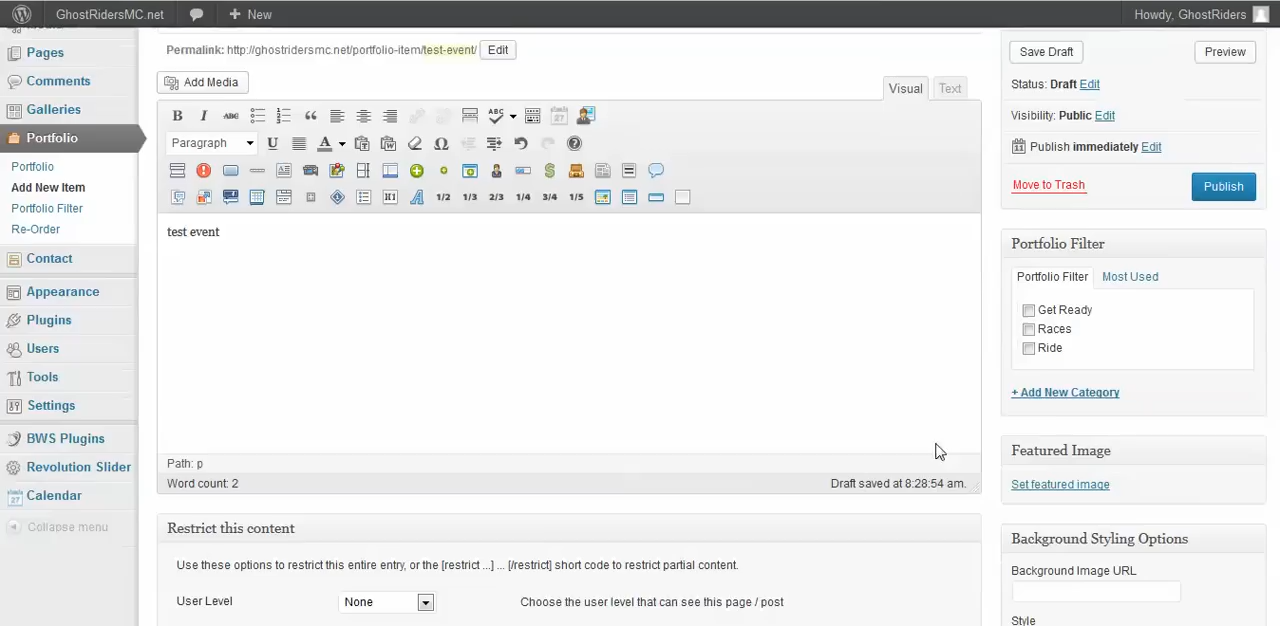 GhostRidersMC.net
New
Howdy, GhostRiders
Pages
Comments
Galleries
Portfolio
Portfolio
Add New Item
Portfolio Filter
Re-Order
Contact
Appearance
Plugins
Users
Tools
Settings
BWS Plugins
Revolution Slider
Calendar
Collapse menu
Permalink: http://ghostridersmc.net/portfolio-item/test-event/ Edit
Add Media
Visual Text
B I ABC ABC
Paragraph U A Ω
$
H1 A 1/2 1/3 2/3 1/4 3/4 1/5
test event
Path: p
Word count: 2 Draft saved at 8:28:54 am.
Restrict this content
Use these options to restrict this entire entry, or the [restrict ...] ... [/restrict] short code to restrict partial content.
User Level None Choose the user level that can see this page / post
Save Draft Preview
Status: Draft Edit
Visibility: Public Edit
Publish immediately Edit
Move to Trash Publish
Portfolio Filter
Portfolio Filter Most Used
Get Ready
Races
Ride
+ Add New Category
Featured Image
Set featured image
Background Styling Options
Background Image URL
Style